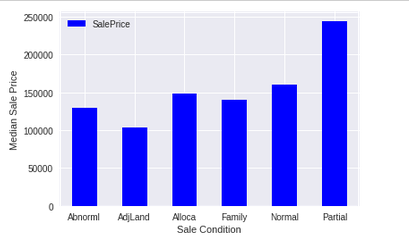 250000
200000
150000
100000
50000
0
Median Sale Price
SalePrice
Abnorml AdjLand Alloca Family Normal Partial
Sale Condition